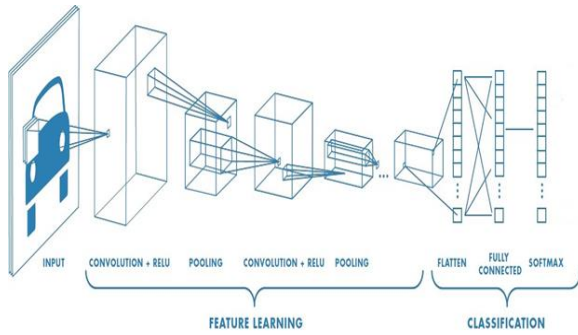 INPUT
CONVOLUTION + RELU
POOLING
CONVOLUTION + RELU
POOLING
FLATTEN
FULLY
CONNECTED
SOFTMAX
FEATURE LEARNING
CLASSIFICATION